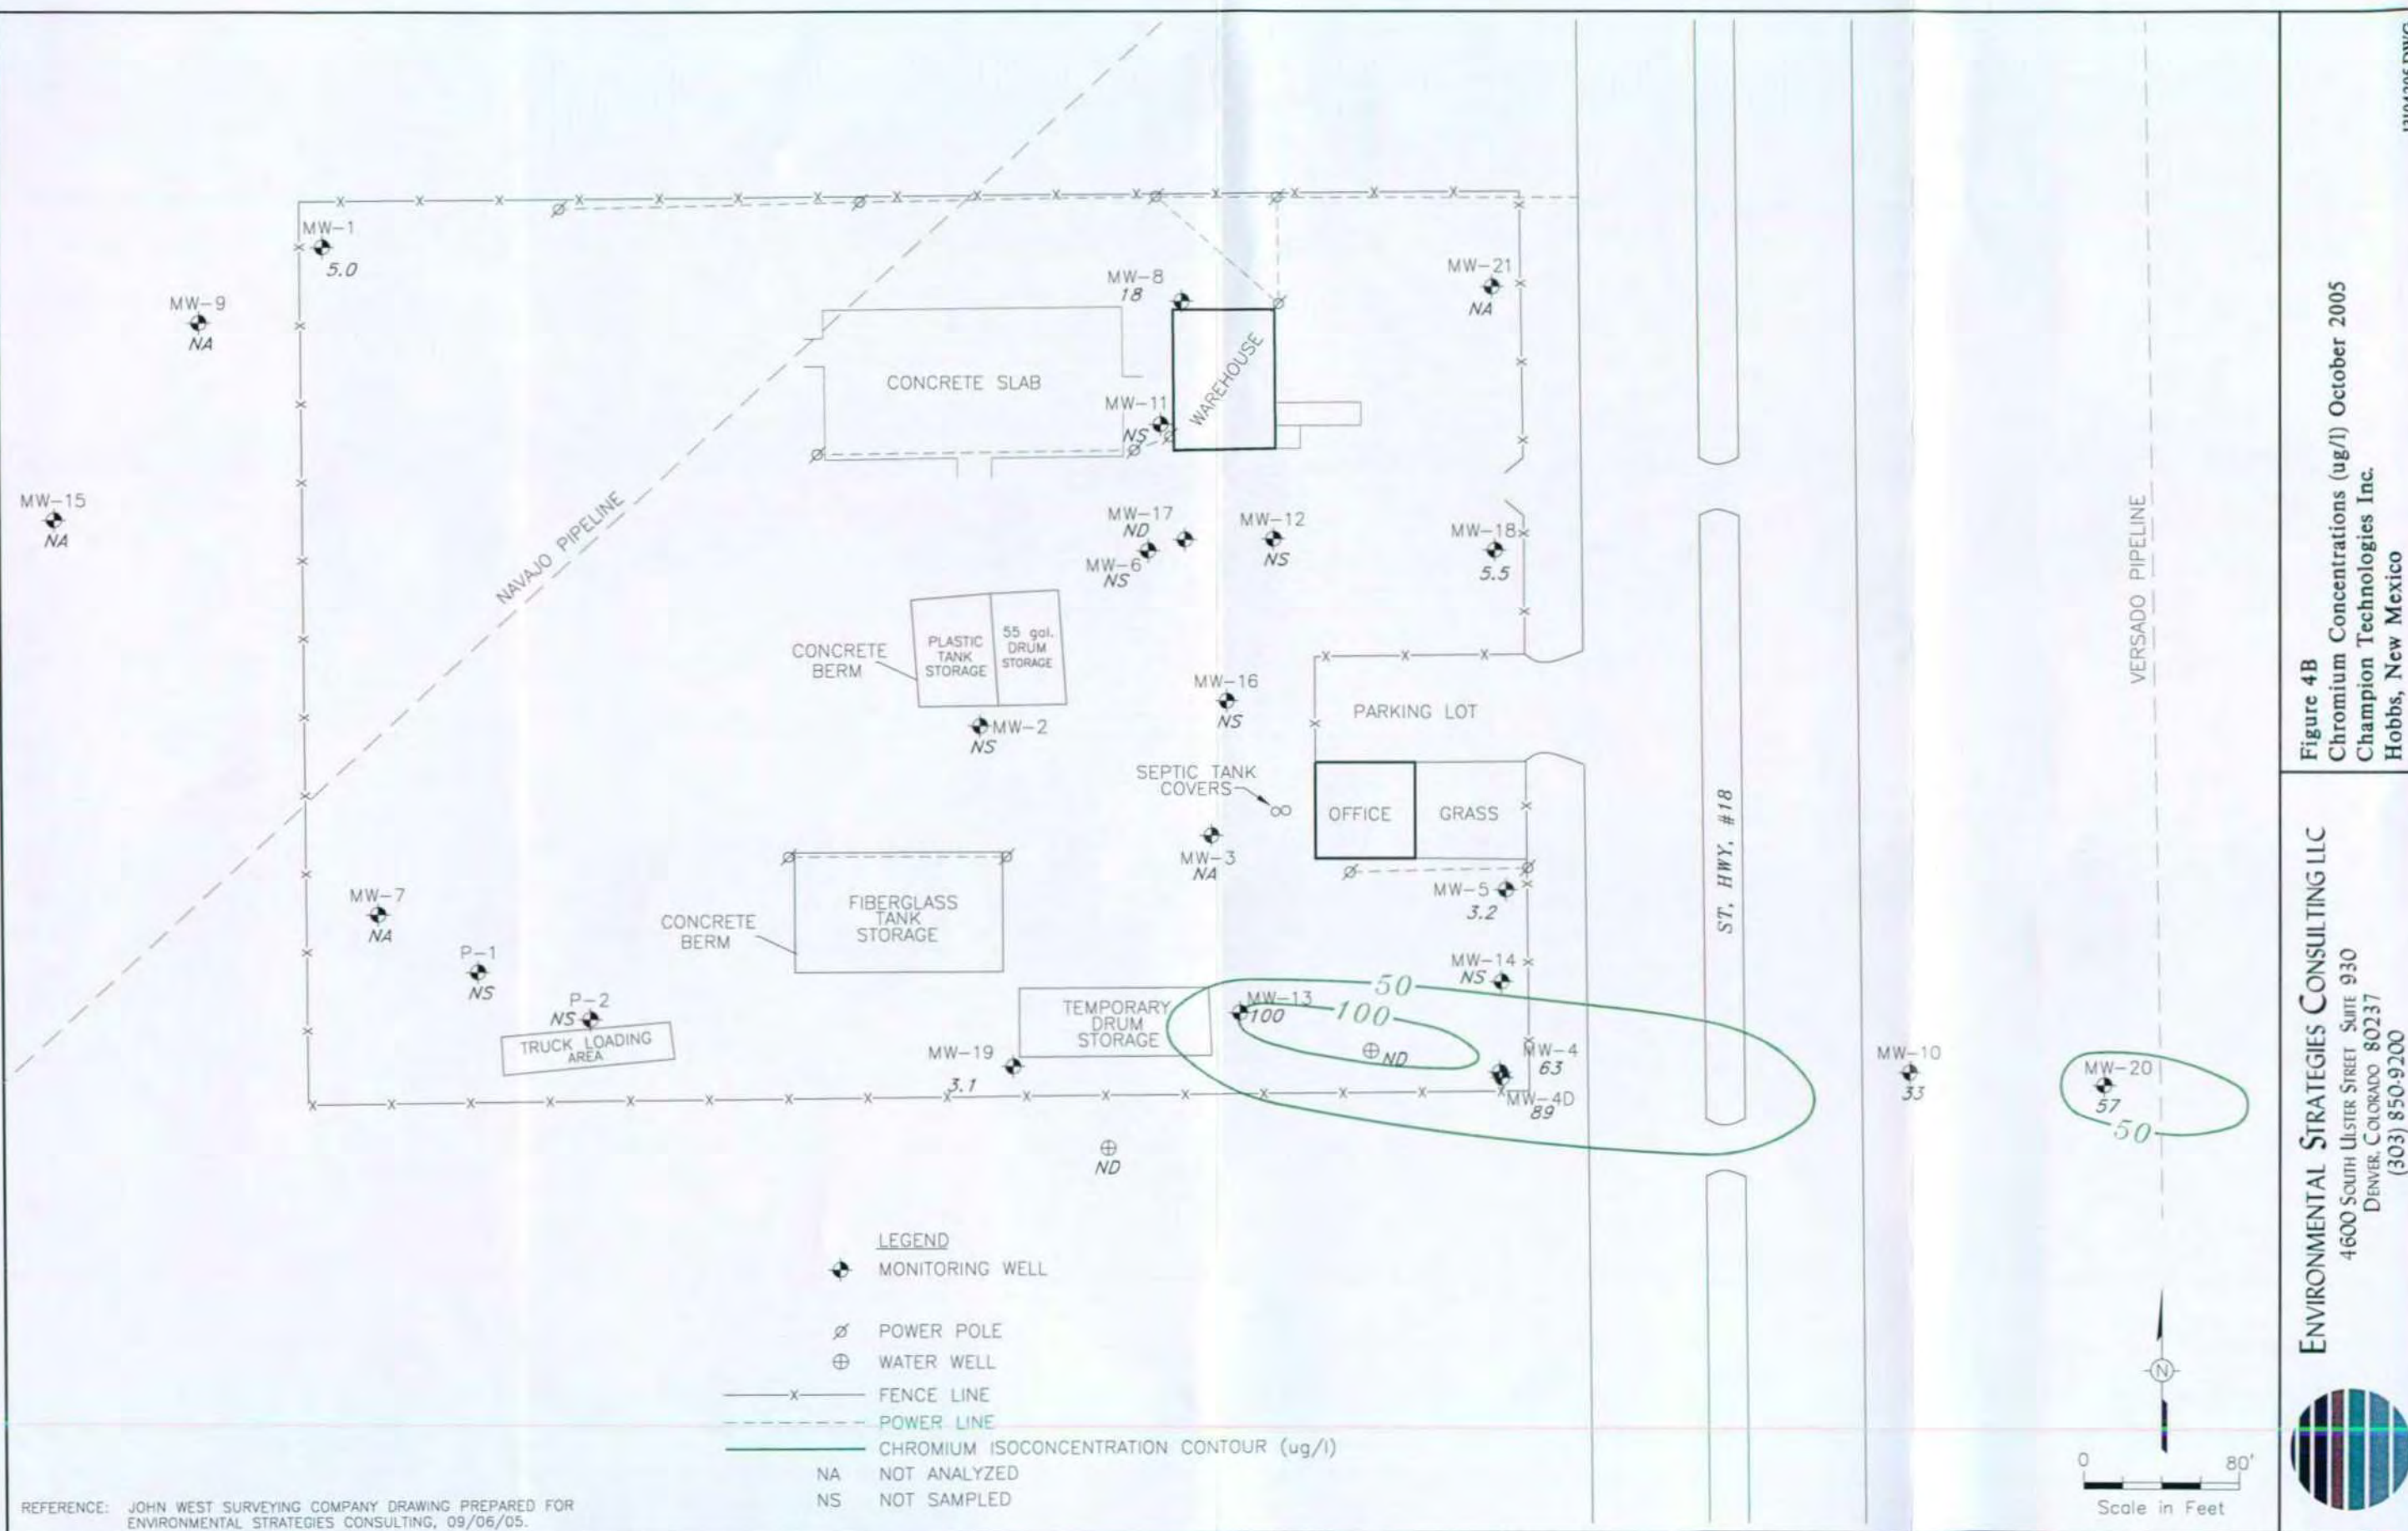 MW-1
5.0
MW-9
NA
MW-15
NA
NAVAJO PIPELINE
MW-8
18
MW-21
NA
CONCRETE SLAB
WAREHOUSE
MW-11
NS
MW-17
ND
MW-6
NS
MW-12
NS
MW-18
5.5
CONCRETE
BERM
PLASTIC
TANK
STORAGE
55 gal.
DRUM
STORAGE
MW-2
NS
MW-16
NS
PARKING LOT
SEPTIC TANK
COVERS
OFFICE
GRASS
MW-3
NA
MW-5
3.2
MW-7
NA
P-1
NS
P-2
NS
TRUCK LOADING
AREA
CONCRETE
BERM
FIBERGLASS
TANK
STORAGE
MW-14
NS
50
TEMPORARY
DRUM
STORAGE
MW-13
100
100
ND
MW-19
3.1
MW-4
63
MW-4D
89
ND
ST. HWY. #18
VERSADO PIPELINE
MW-10
33
MW-20
57
50
LEGEND
MONITORING WELL
POWER POLE
WATER WELL
X FENCE LINE
POWER LINE
CHROMIUM ISOCONCENTRATION CONTOUR (ug/l)
NA NOT ANALYZED
NS NOT SAMPLED
REFERENCE: JOHN WEST SURVEYING COMPANY DRAWING PREPARED FOR
ENVIRONMENTAL STRATEGIES CONSULTING, 09/06/05.
N
0 80'
Scale in Feet
Figure 4B
Chromium Concentrations (ug/l) October 2005
Champion Technologies Inc.
Hobbs, New Mexico
ENVIRONMENTAL STRATEGIES CONSULTING LLC
4600 SOUTH ULSTER STREET SUITE 930
DENVER, COLORADO 80237
(303) 850-9200